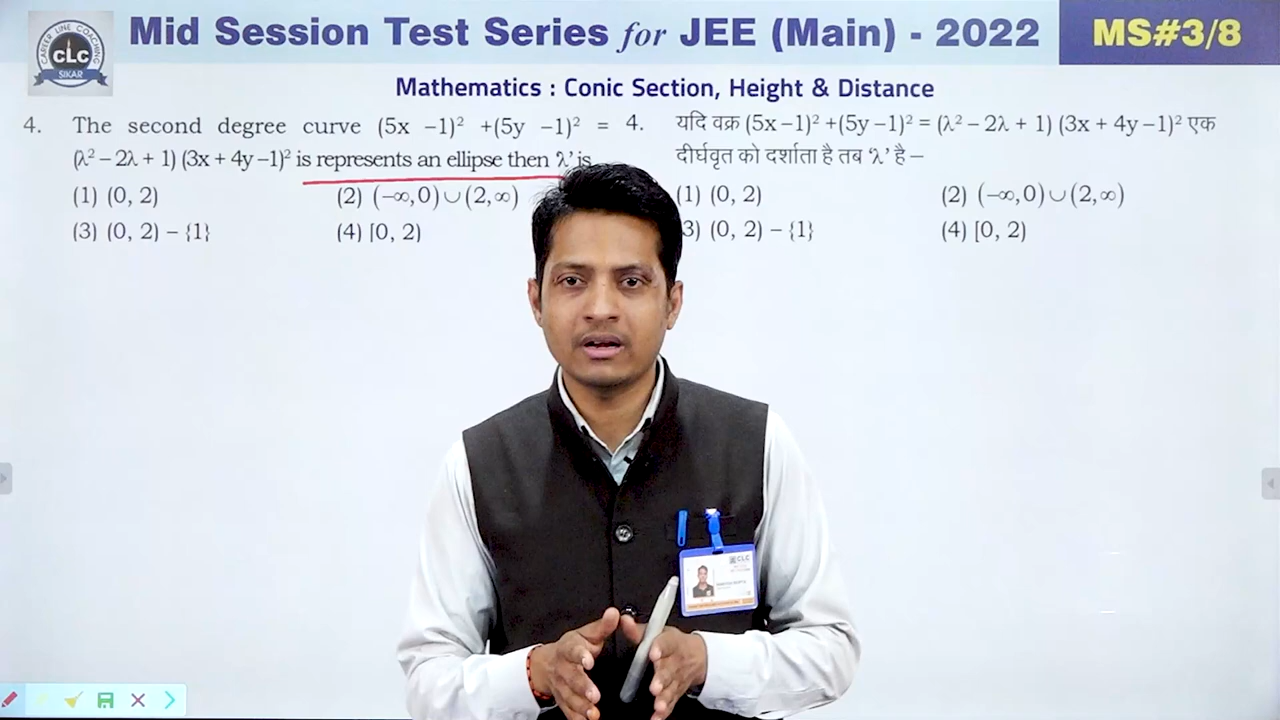 CAREER LINE COACHING
CLC
SIKAR
Mid Session Test Series for JEE (Main) - 2022
MS#3/8
Mathematics : Conic Section, Height & Distance
4. The second degree curve (5x –1)² +(5y –1)² =
(λ² – 2λ + 1) (3x + 4y –1)² is represents an ellipse then 'λ' is
(1) (0, 2) (2) (–∞,0)∪(2,∞)
(3) (0, 2) – {1} (4) [0, 2)
4. यदि वक्र (5x –1)² +(5y –1)² = (λ² – 2λ + 1) (3x + 4y –1)² एक
दीर्घवृत को दर्शाता है तब 'λ' है –
(1) (0, 2) (2) (–∞,0)∪(2,∞)
3) (0, 2) – {1} (4) [0, 2)
CLC